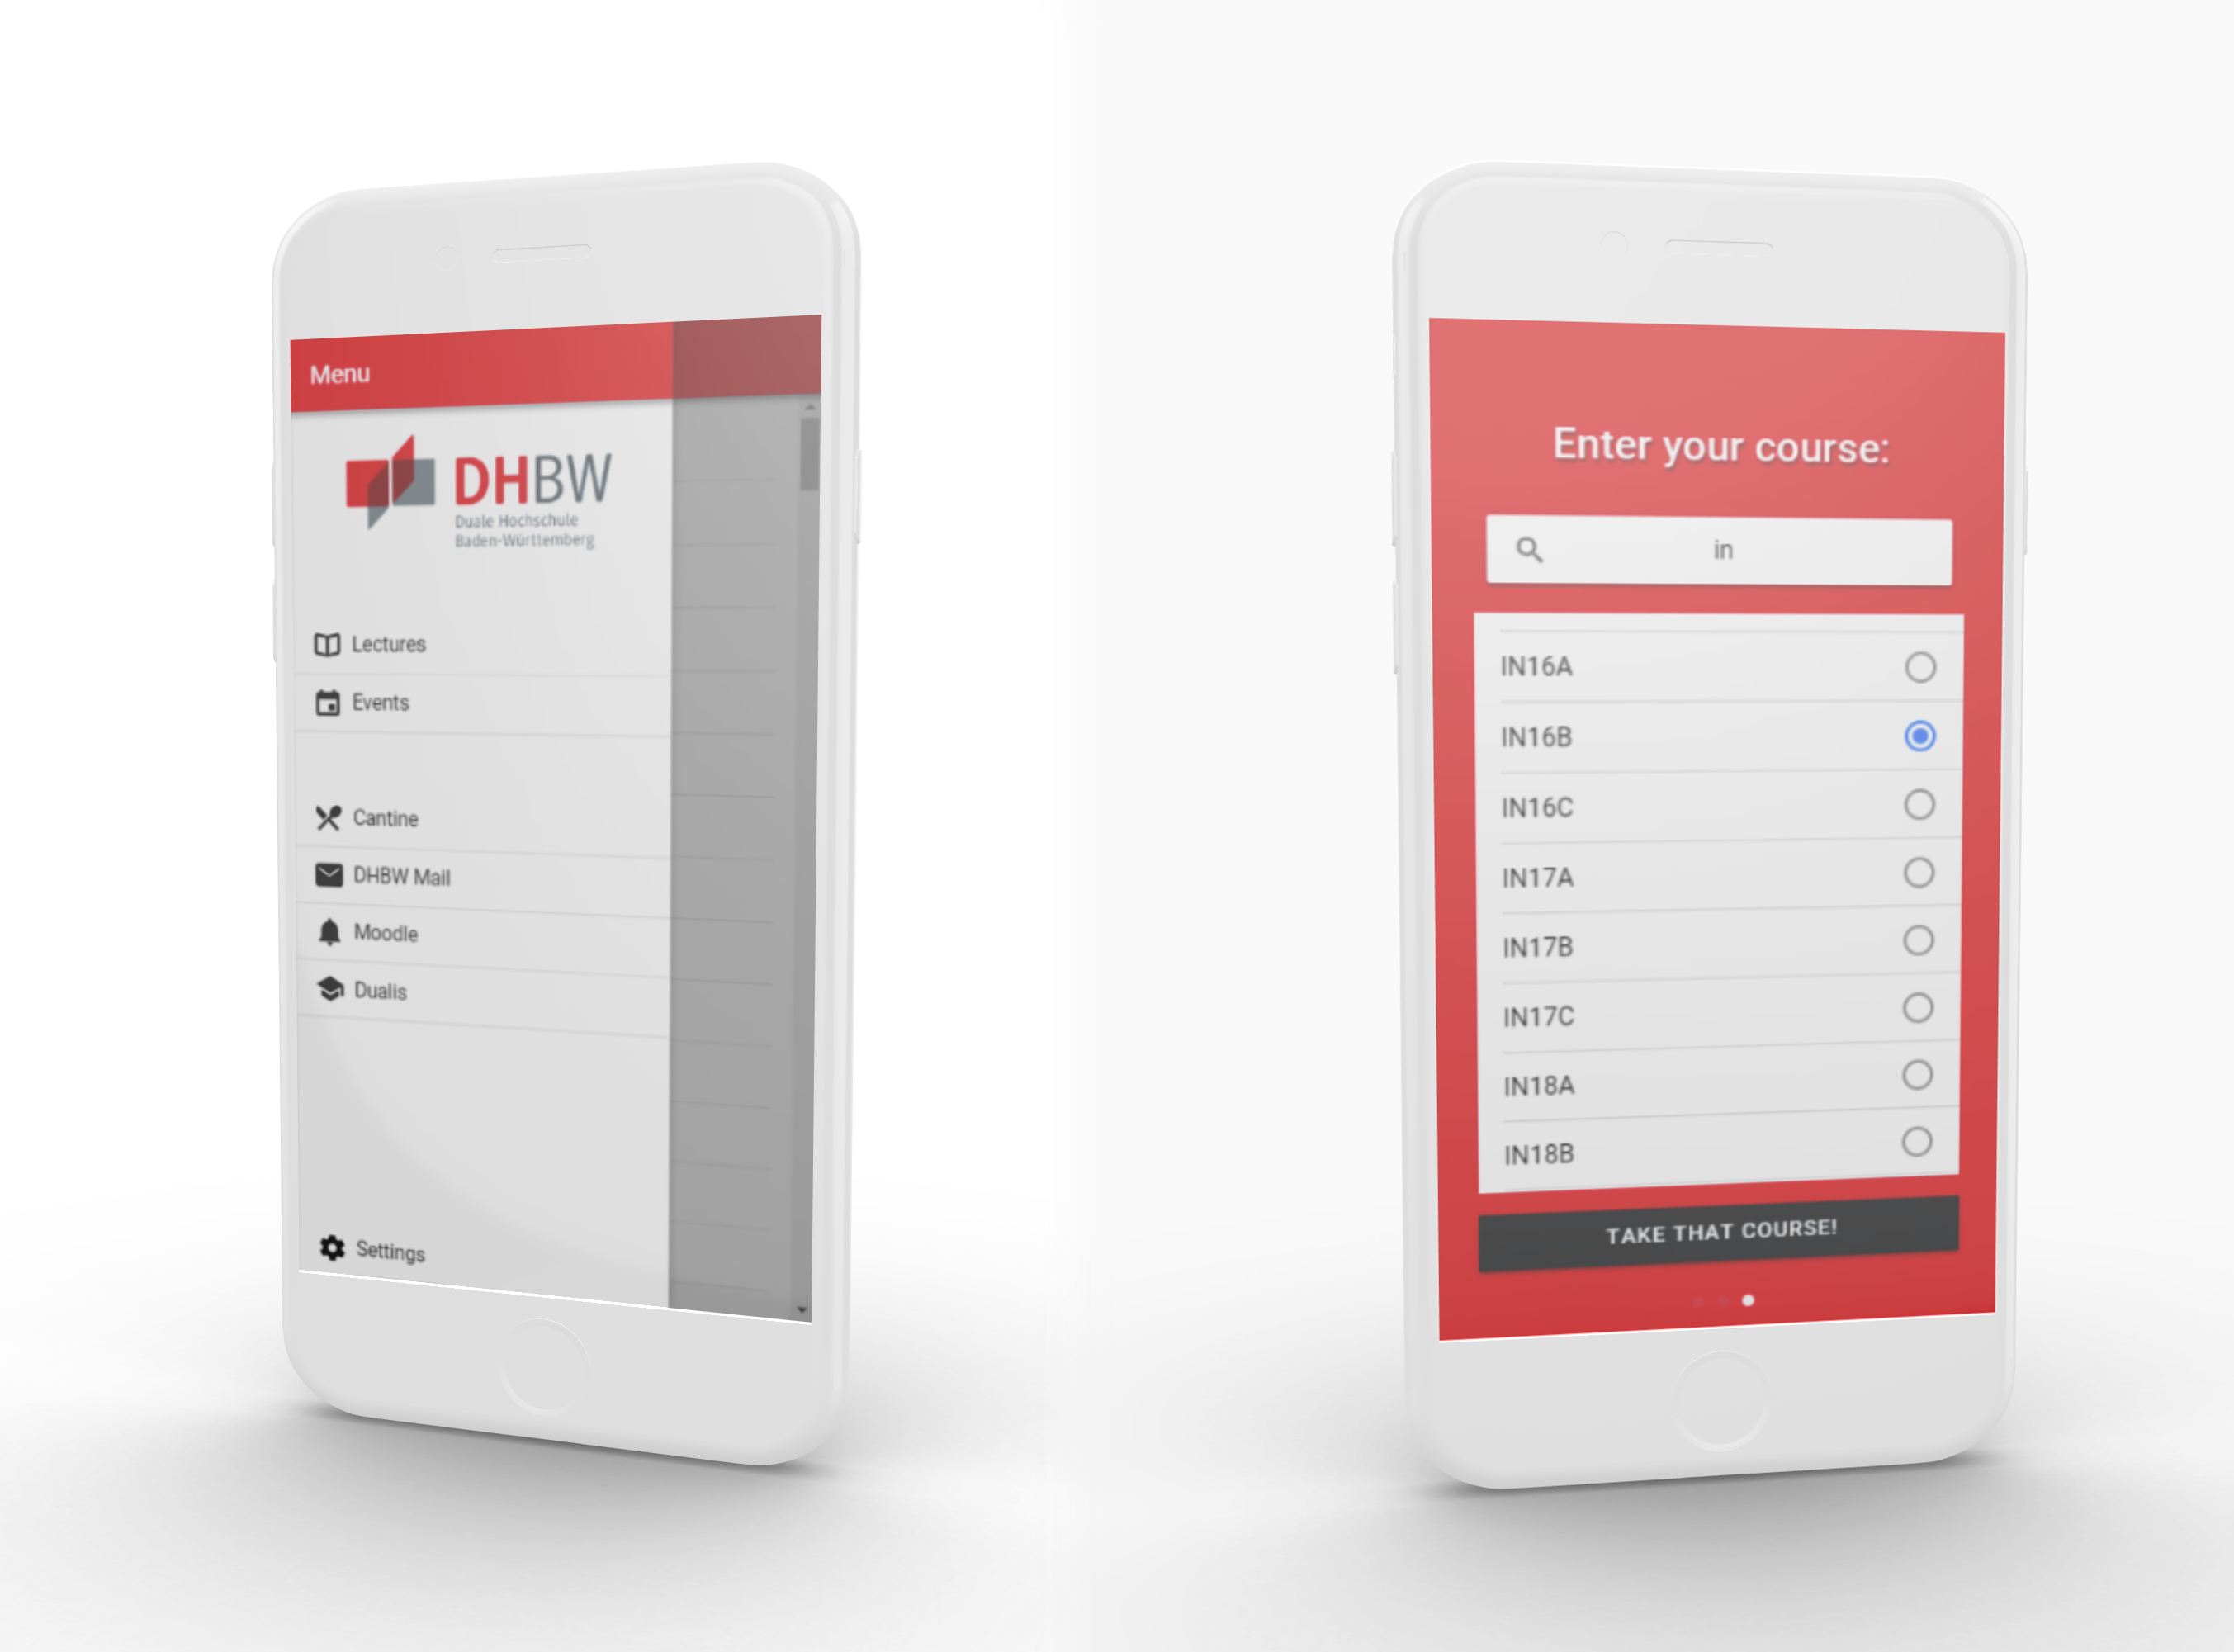 Menu
DHBW
Duale Hochschule
Baden-Württemberg
Lectures
Events
Cantine
DHBW Mail
Moodle
Dualis
Settings
Enter your course:
in
IN16A
IN16B
IN16C
IN17A
IN17B
IN17C
IN18A
IN18B
TAKE THAT COURSE!